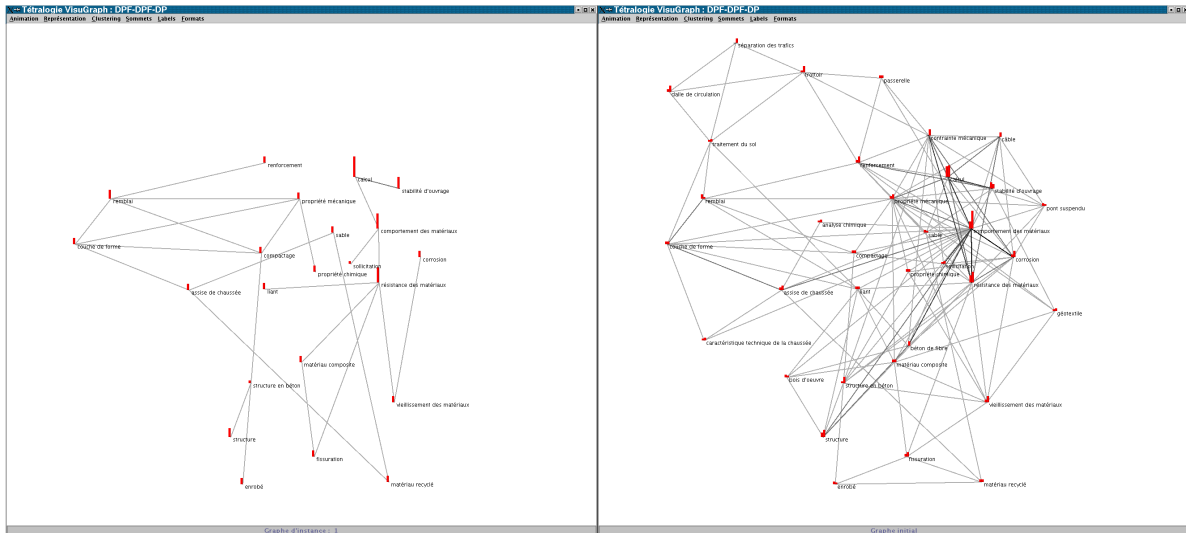 Tétralogie VisuGraph : DPF-DPF-DP
Animation Représentation Clustering Sommets Labels Formats
renforcement
calcul
stabilité d'ouvrage
remblai
propriété mécanique
sable
comportement des matériaux
couche de forme
compactage
sollicitation
corrosion
propriété chimique
assise de chaussée
liant
résistance des matériaux
matériau composite
structure en béton
vieillissement des matériaux
structure
fissuration
enrobé
matériau recyclé
Graphe d'instance : 1
Tétralogie VisuGraph : DPF-DPF-DP
Animation Représentation Clustering Sommets Labels Formats
séparation des trafics
trottoir
passerelle
dalle de circulation
contrainte mécanique
câble
traitement du sol
renforcement
calcul
stabilité d'ouvrage
remblai
propriété mécanique
pont suspendu
analyse chimique
sable
comportement des matériaux
couche de forme
compactage
sollicitation
corrosion
propriété chimique
assise de chaussée
liant
résistance des matériaux
géotextile
caractéristique technique de la chaussée
béton de fibre
matériau composite
bois d'oeuvre
structure en béton
vieillissement des matériaux
structure
fissuration
enrobé
matériau recyclé
Graphe initial